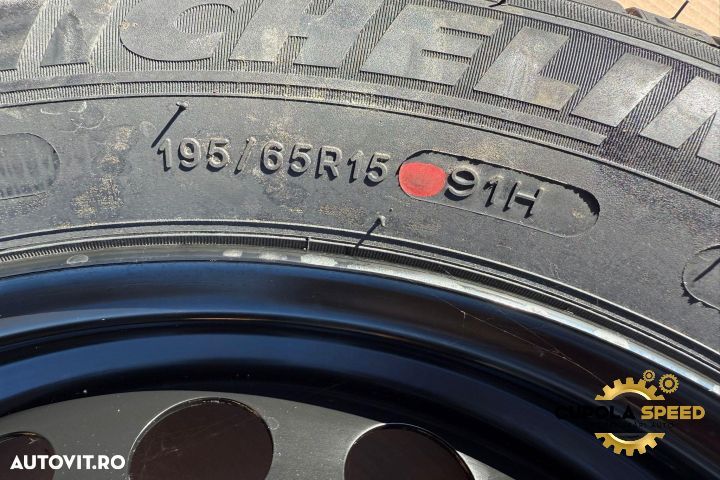 MICHELIN
195/65R15 91H
CUPOLA SPEED
AUTOVIT.RO